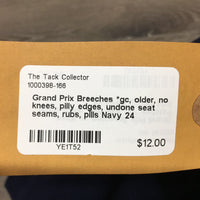 The Tack Collector
1000398-166
Grand Prix Breeches *gc, older, no
knees, pilly edges, undone seat
seams, rubs, pills Navy 24
YE1T52
$12.00